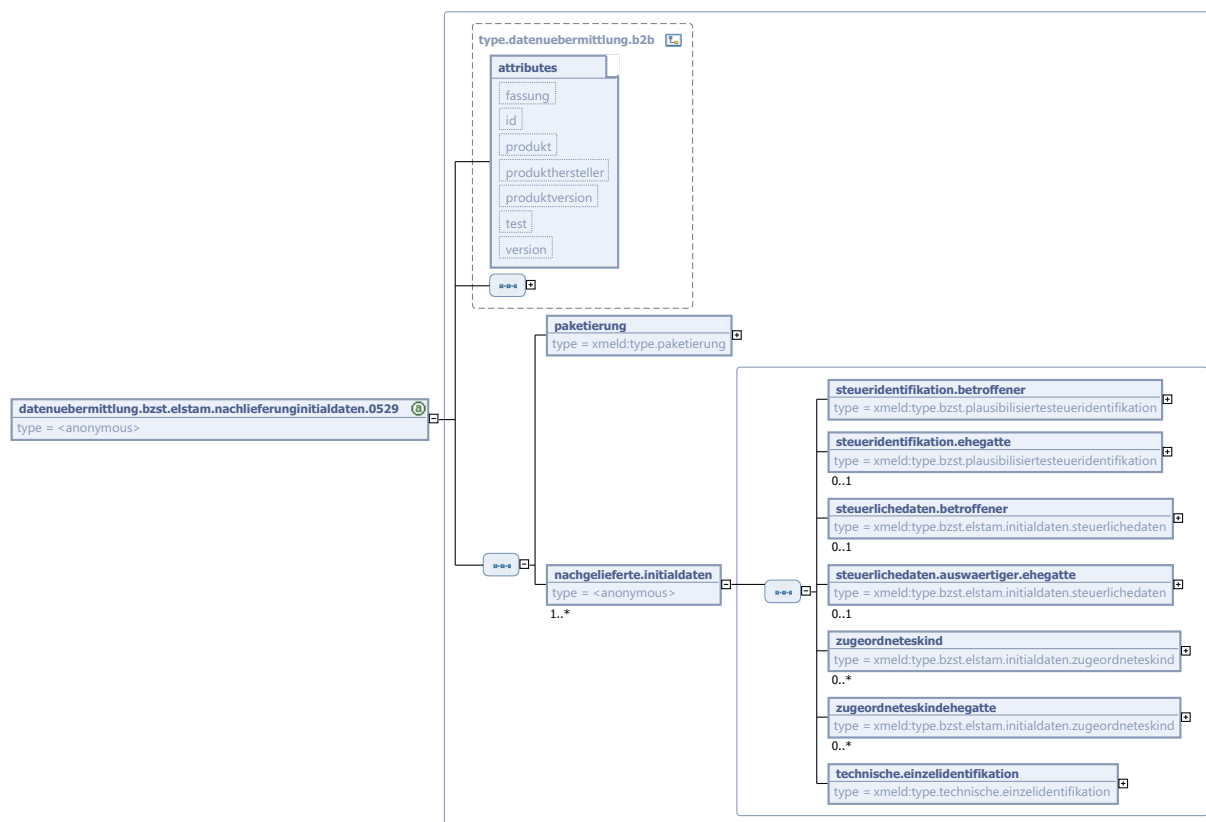 type.datenuebermittlung.b2b
attributes
fassung
id
produkt
produkthersteller
produktversion
test
version
paketierung
type = xmeld:type.paketierung
datenuebermittlung.bzst.elstam.nachlieferunginitialdaten.0529
type = <anonymous>
nachgelieferte.initialdaten
type = <anonymous>
1..*
steueridentifikation.betroffener
type = xmeld:type.bzst.plausibilisiertesteueridentifikation
steueridentifikation.ehegatte
type = xmeld:type.bzst.plausibilisiertesteueridentifikation
0..1
steuerlichedaten.betroffener
type = xmeld:type.bzst.elstam.initialdaten.steuerlichedaten
0..1
steuerlichedaten.auswaertiger.ehegatte
type = xmeld:type.bzst.elstam.initialdaten.steuerlichedaten
0..1
zugeordneteskind
type = xmeld:type.bzst.elstam.initialdaten.zugeordneteskind
0..*
zugeordneteskindehegatte
type = xmeld:type.bzst.elstam.initialdaten.zugeordneteskind
0..*
technische.einzelidentifikation
type = xmeld:type.technische.einzelidentifikation